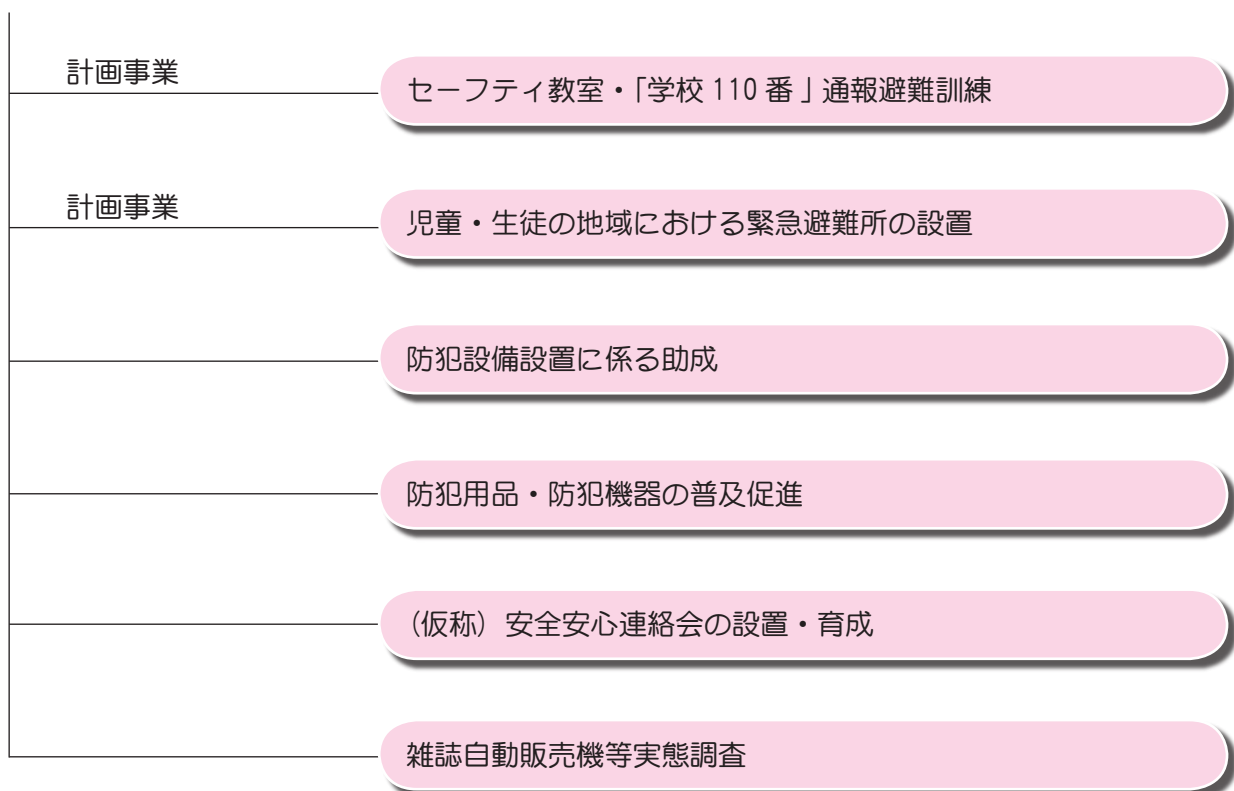 計画事業
セーフティ教室・「学校110番」通報避難訓練
計画事業
児童・生徒の地域における緊急避難所の設置
防犯設備設置に係る助成
防犯用品・防犯機器の普及促進
（仮称）安全安心連絡会の設置・育成
雑誌自動販売機等実態調査